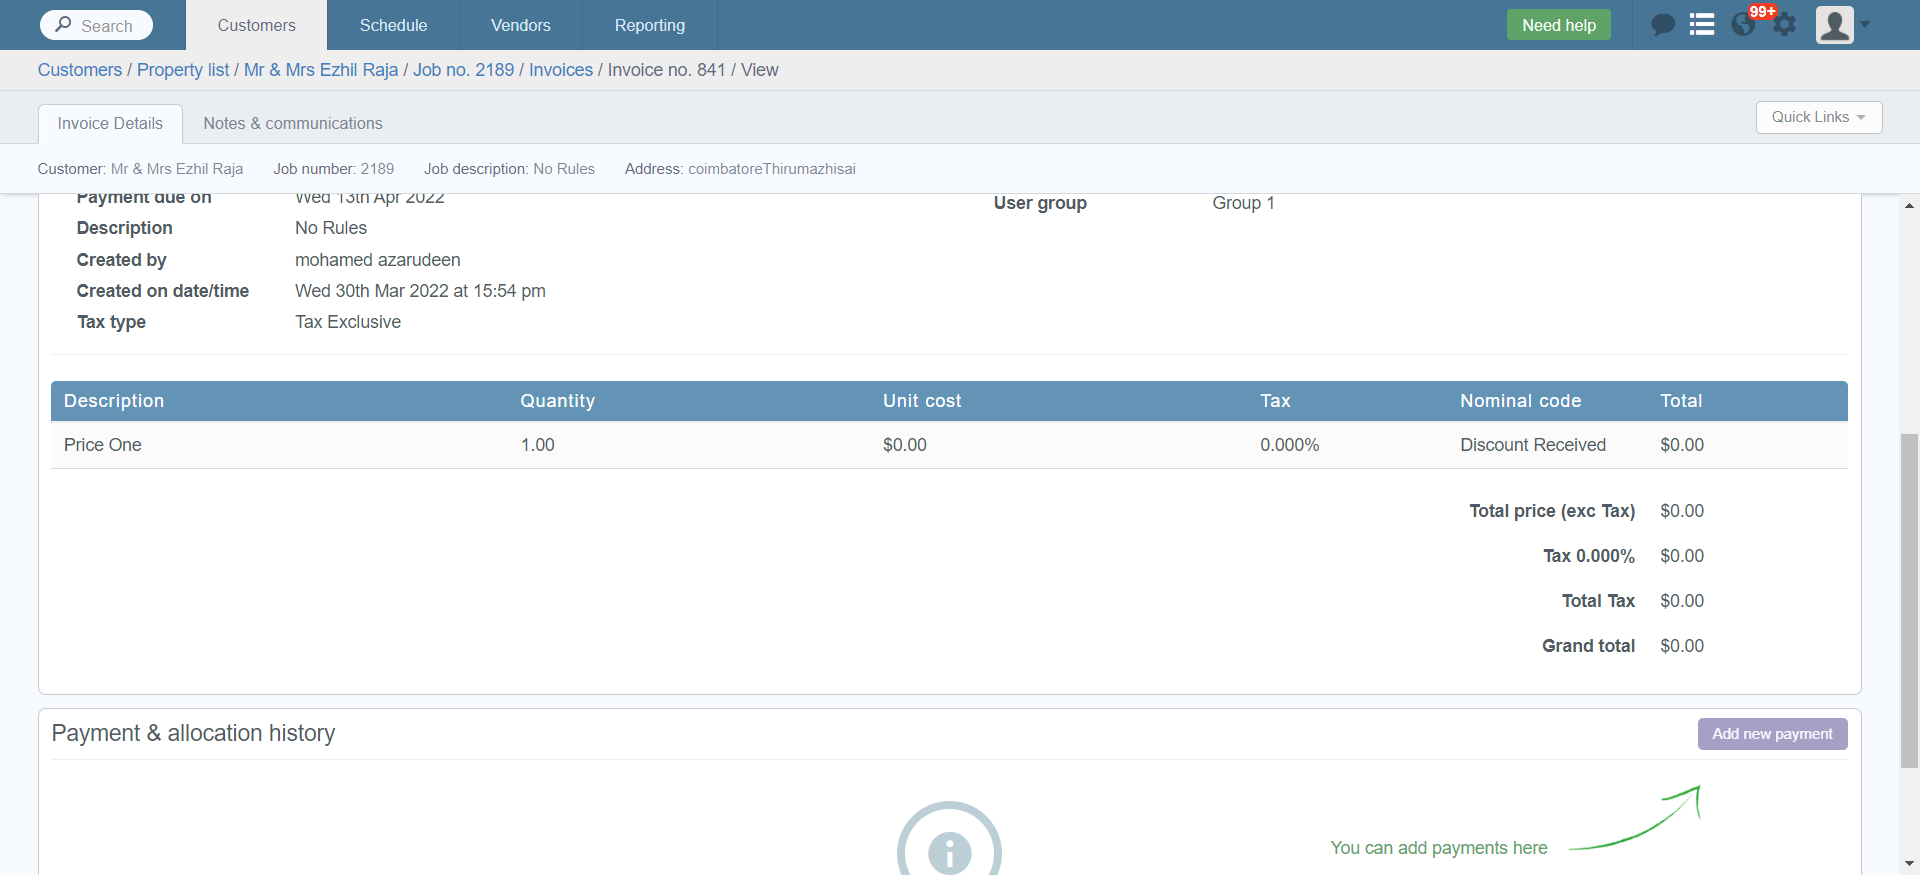 Search
Customers
Schedule
Vendors
Reporting
Need help
99+
Customers / Property list / Mr & Mrs Ezhil Raja / Job no. 2189 / Invoices / Invoice no. 841 / View
Invoice Details
Notes & communications
Quick Links
Customer: Mr & Mrs Ezhil Raja Job number: 2189 Job description: No Rules Address: coimbatoreThirumazhisai
Payment due on Wed 13th Apr 2022
User group Group 1
Description No Rules
Created by mohamed azarudeen
Created on date/time Wed 30th Mar 2022 at 15:54 pm
Tax type Tax Exclusive
Description Quantity Unit cost Tax Nominal code Total
Price One 1.00 $0.00 0.000% Discount Received $0.00
Total price (exc Tax) $0.00
Tax 0.000% $0.00
Total Tax $0.00
Grand total $0.00
Payment & allocation history
Add new payment
You can add payments here